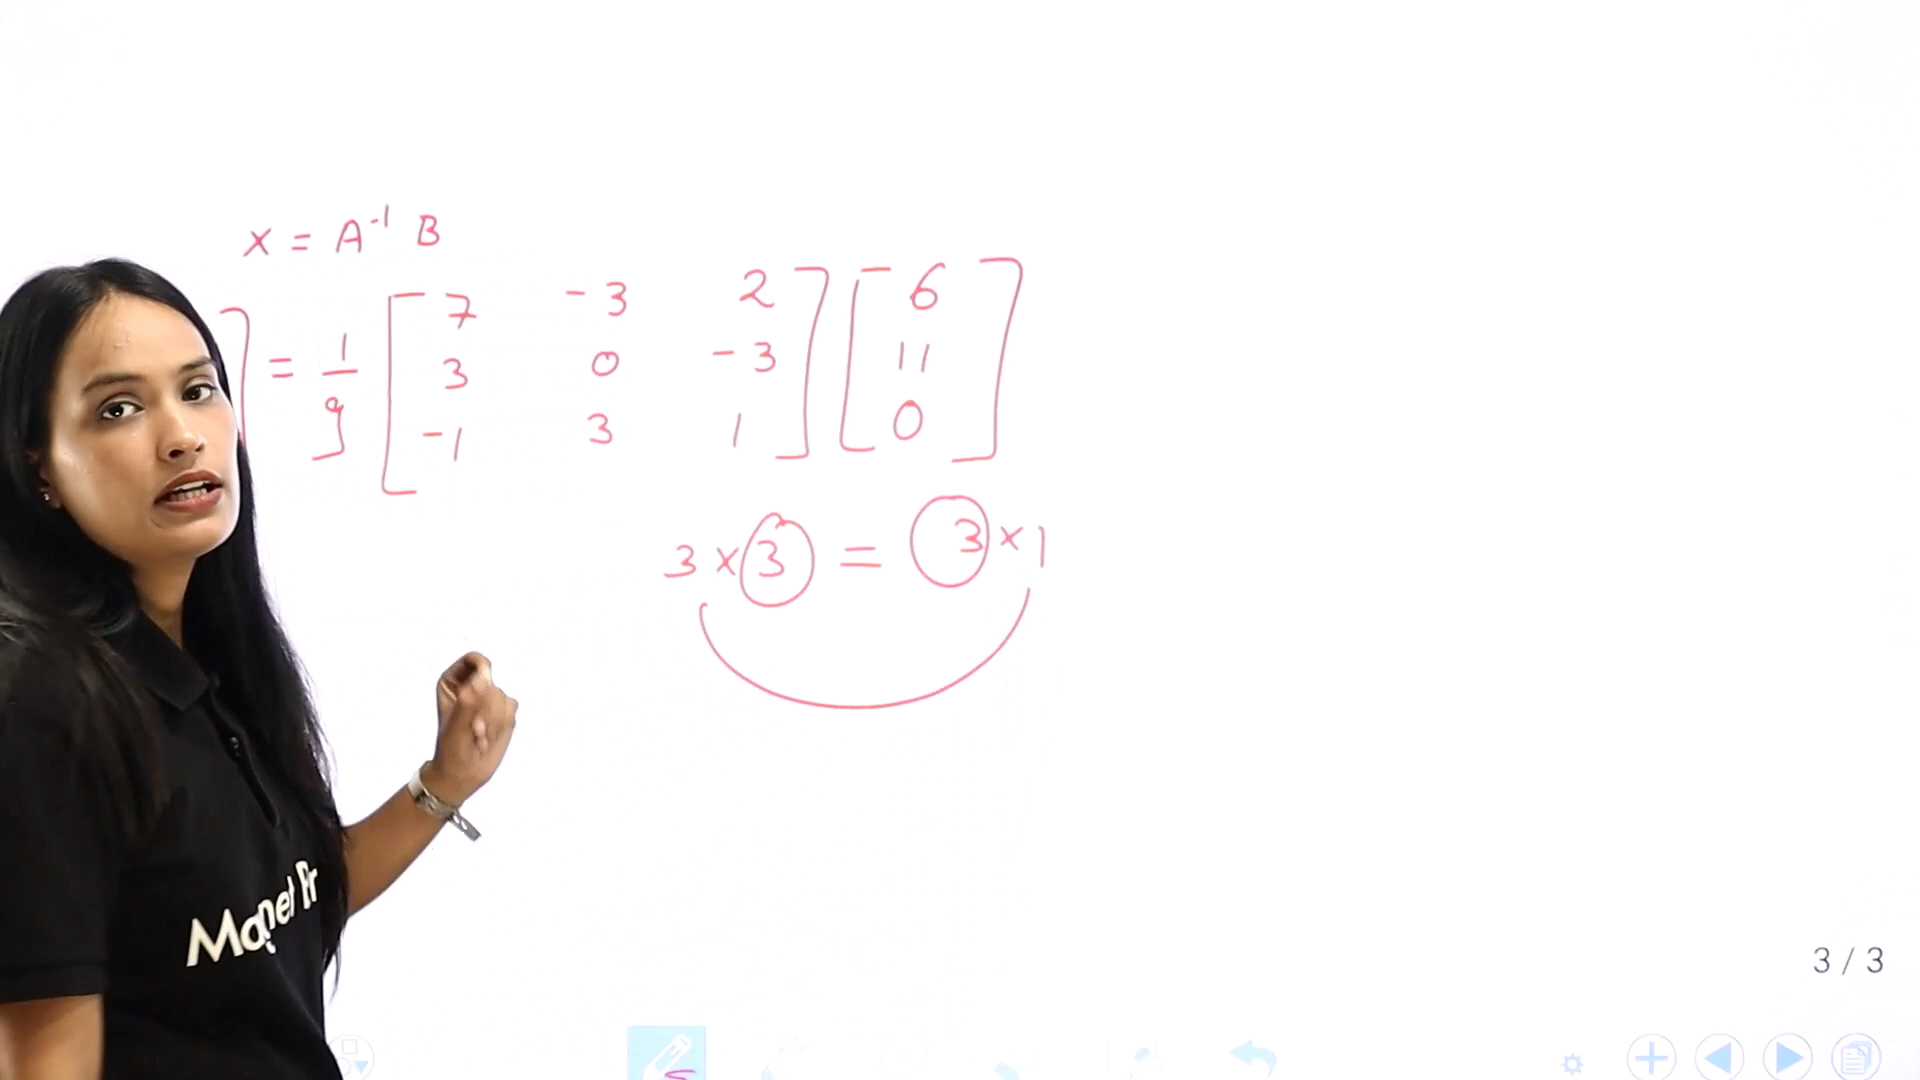 x = A⁻¹ B
] = 1/9 [ 7 -3 2 ] [ 6 ]
3 0 -3 11
-1 3 1 0
3 × 3 = 3 × 1
3 / 3